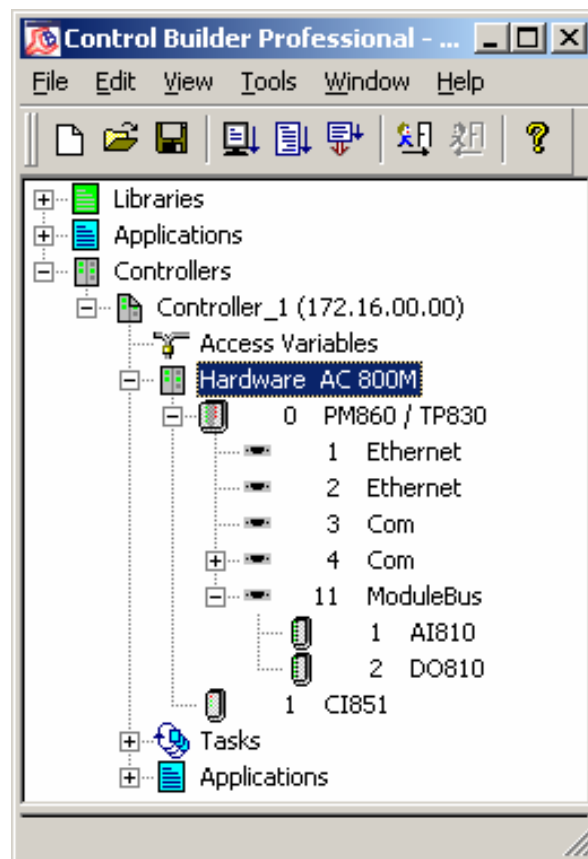 Control Builder Professional - ...
File Edit View Tools Window Help
Libraries
Applications
Controllers
Controller_1 (172.16.00.00)
Access Variables
Hardware AC 800M
0 PM860 / TP830
1 Ethernet
2 Ethernet
3 Com
4 Com
11 ModuleBus
1 AI810
2 DO810
1 CI851
Tasks
Applications